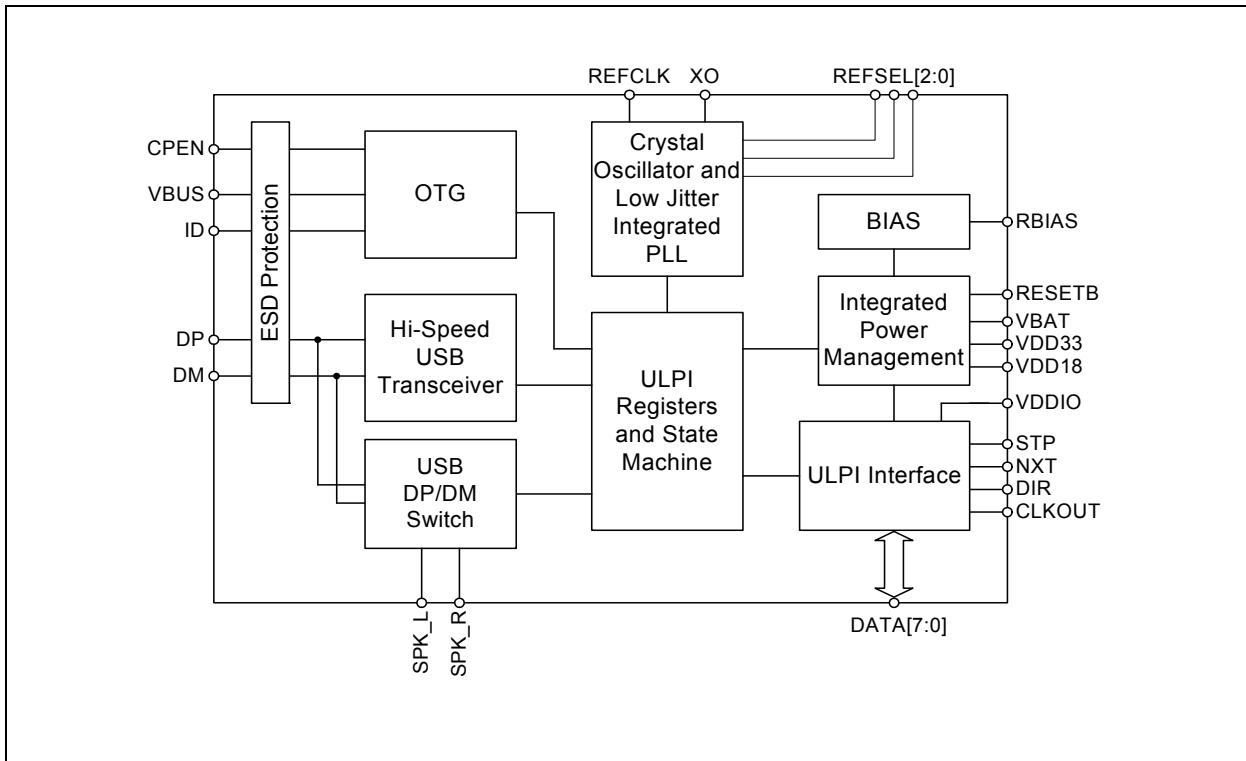 REFCLK
XO
REFSEL[2:0]
CPEN
VBUS
ID
DP
DM
ESD Protection
OTG
Crystal
Oscillator and
Low Jitter
Integrated
PLL
BIAS
RBIAS
Integrated
Power
Management
RESETB
VBAT
VDD33
VDD18
VDDIO
Hi-Speed
USB
Transceiver
ULPI
Registers
and State
Machine
USB
DP/DM
Switch
ULPI Interface
STP
NXT
DIR
CLKOUT
SPK_L
SPK_R
DATA[7:0]